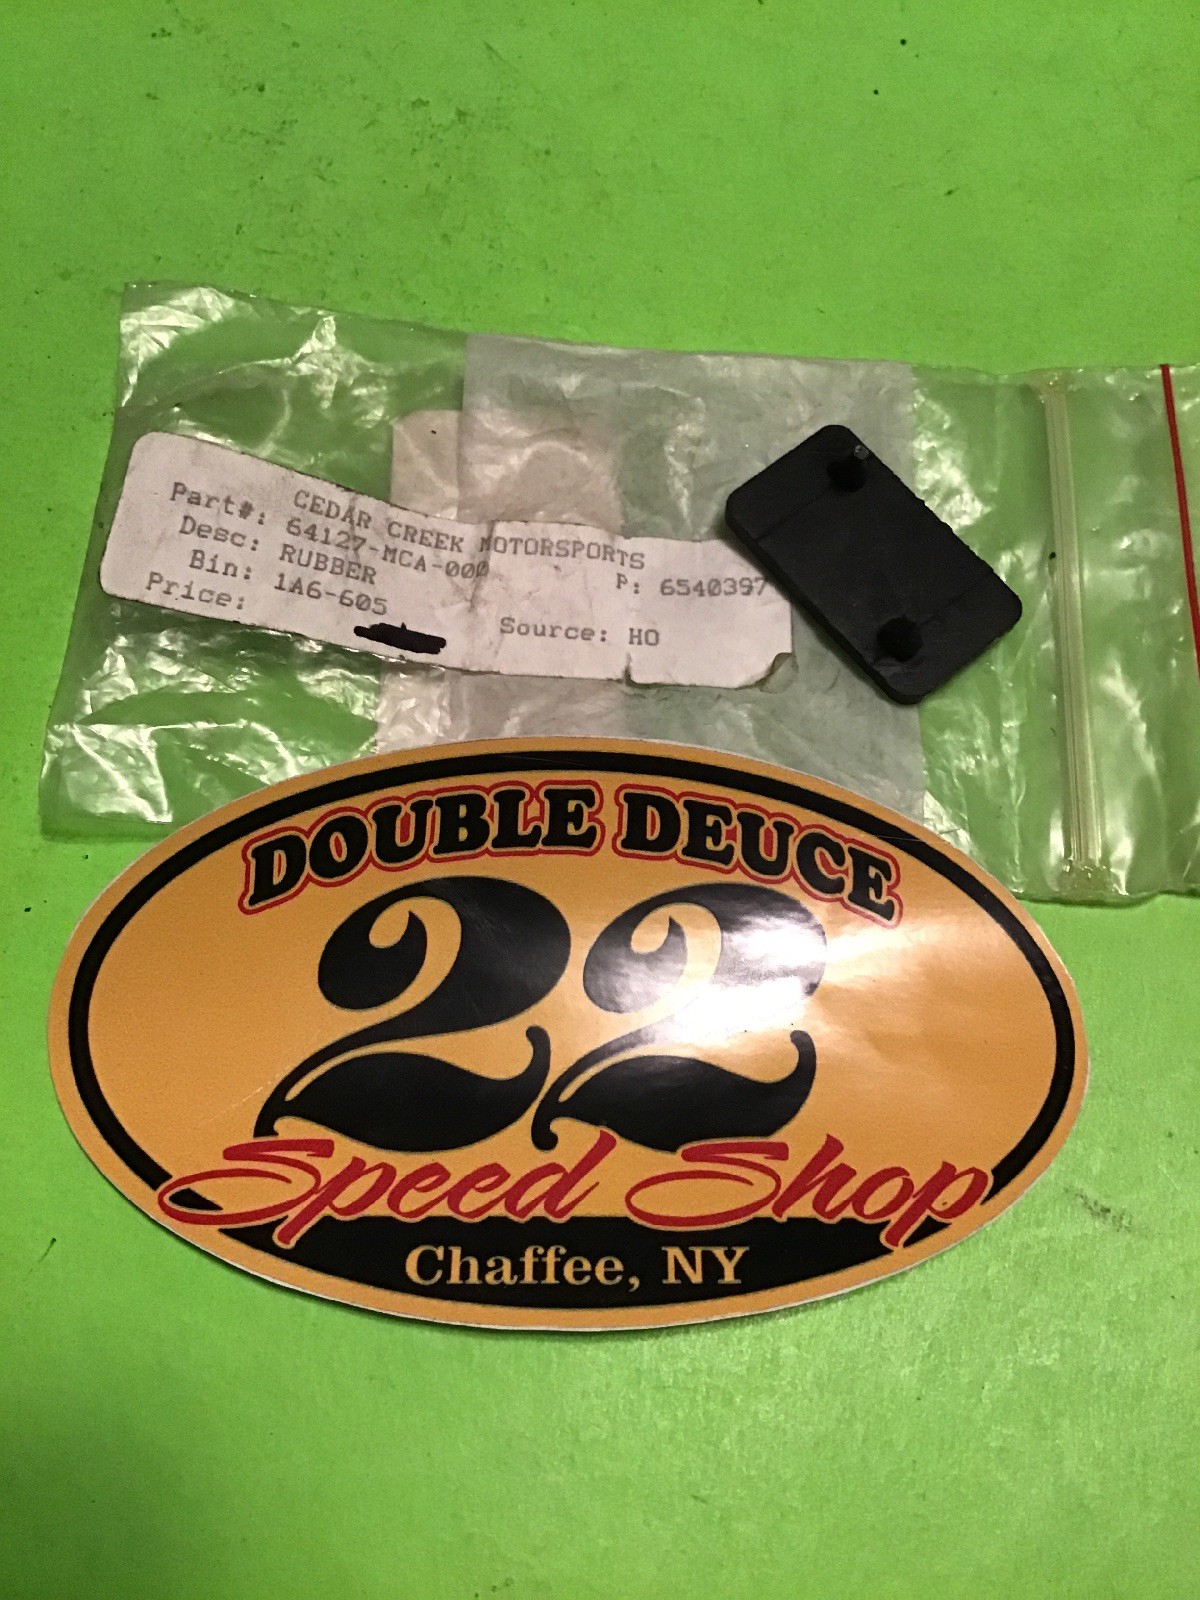 CEDAR CREEK MOTORSPORTS
Part#: 64127-MCA-000 P: 6540397
Desc: RUBBER
Bin: 1A6-605 Source: HO
Price:
DOUBLE DEUCE
22
Speed Shop
Chaffee, NY